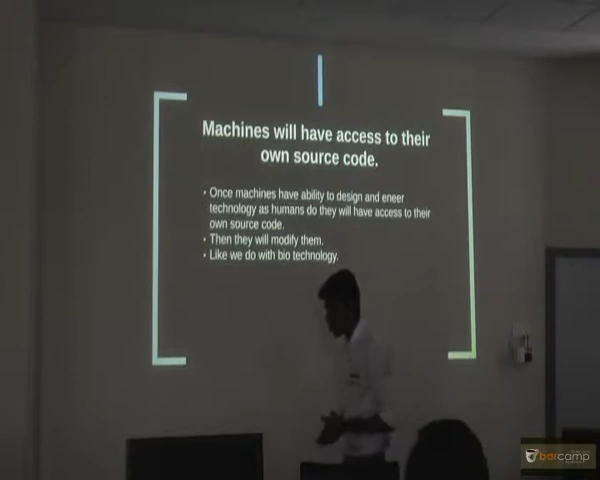 Machines will have access to their
own source code.
• Once machines have ability to design and eneer
technology as humans do they will have access to their
own source code.
• Then they will modify them.
• Like we do with bio technology.
barcamp